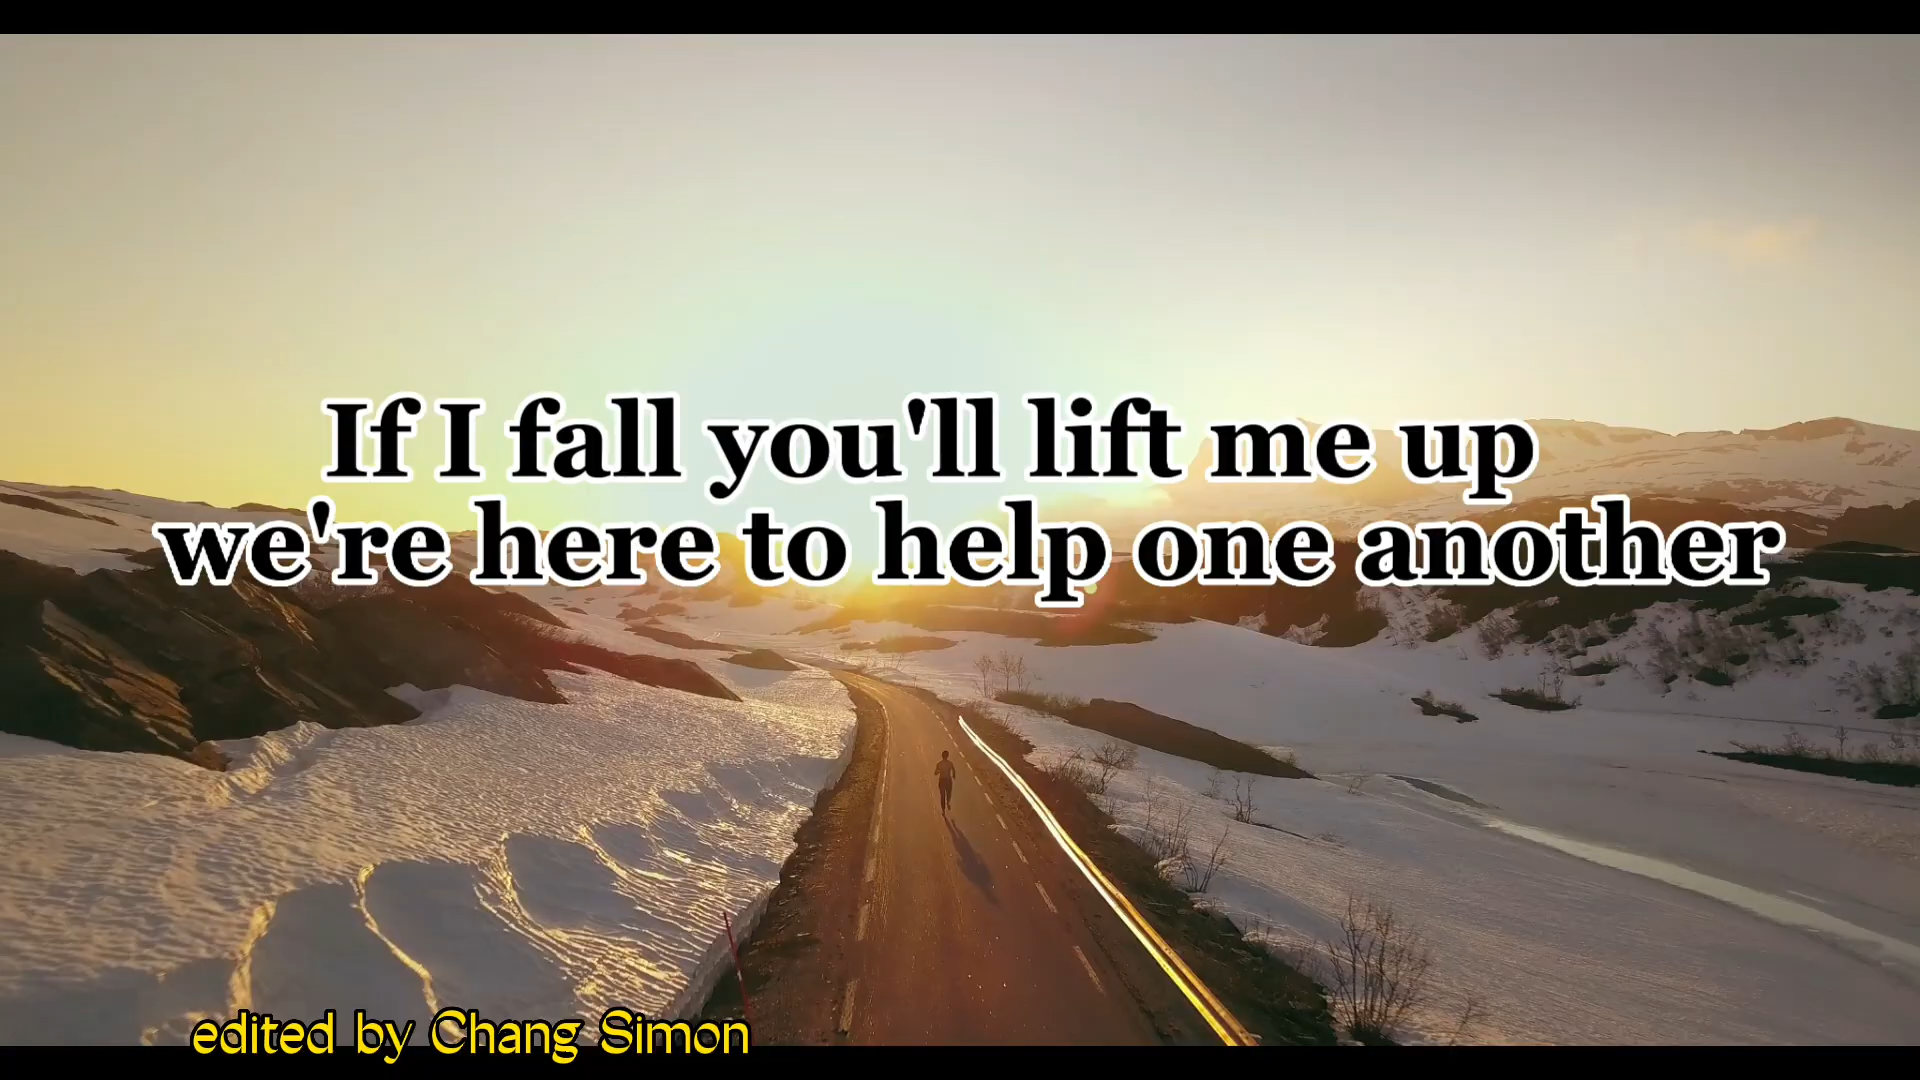 If I fall you'll lift me up
we're here to help one another
edited by Chang Simon